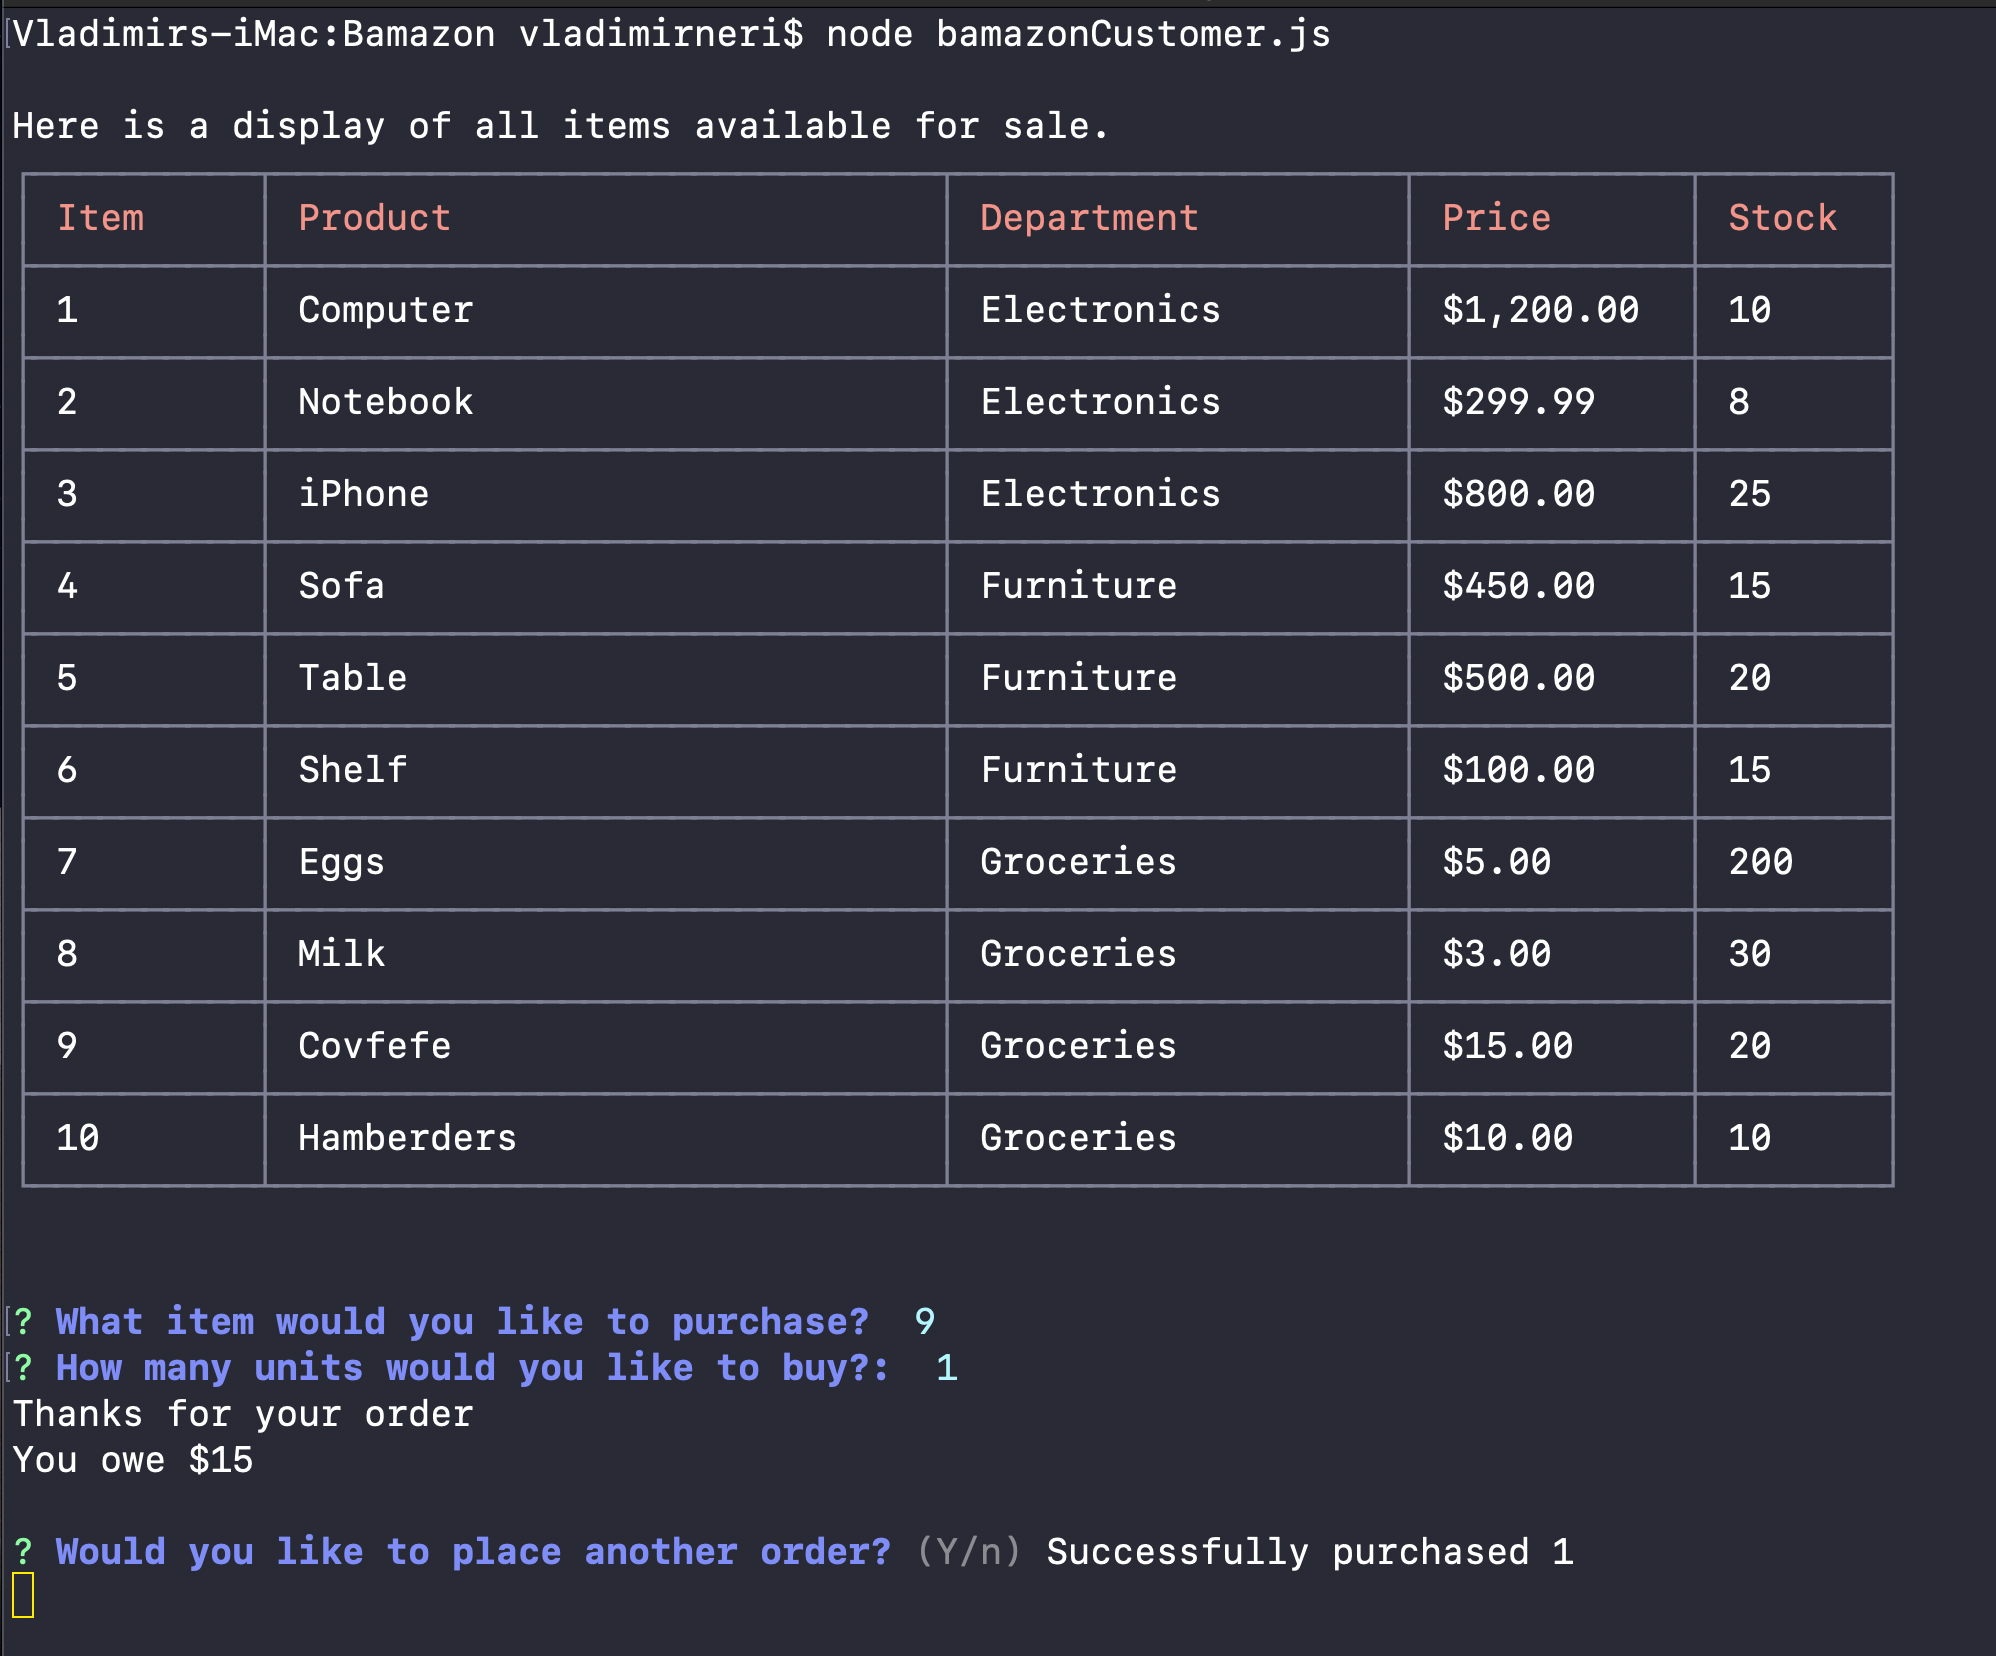 Vladimirs-iMac:Bamazon vladimirneri$ node bamazonCustomer.js
Here is a display of all items available for sale.
Item Product Department Price Stock
1 Computer Electronics $1,200.00 10
2 Notebook Electronics $299.99 8
3 iPhone Electronics $800.00 25
4 Sofa Furniture $450.00 15
5 Table Furniture $500.00 20
6 Shelf Furniture $100.00 15
7 Eggs Groceries $5.00 200
8 Milk Groceries $3.00 30
9 Covfefe Groceries $15.00 20
10 Hamberders Groceries $10.00 10
? What item would you like to purchase? 9
? How many units would you like to buy?: 1
Thanks for your order
You owe $15
? Would you like to place another order? (Y/n) Successfully purchased 1